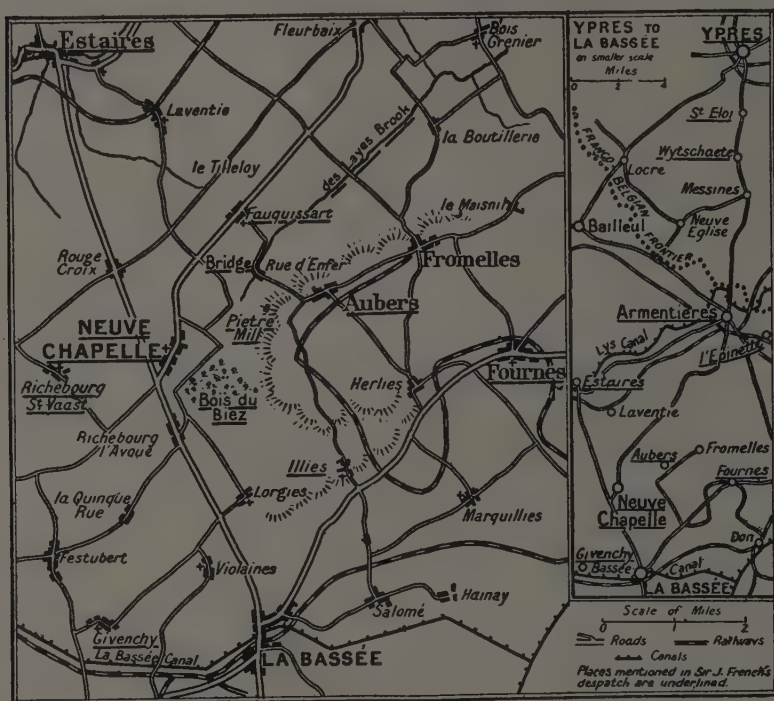 Estaires
Fleurbaix
Bois
Grenier
Laventie
des Layes Brook
la Boutillerie
le Tilleloy
Fauquissart
le Maisnil
Rouge
Croix
Bridge
Rue d'Enfer
Fromelles
Aubers
NEUVE
CHAPELLE
Pietre
Mill
Fournes
Richebourg
St Vaast
Bois du
Biez
Herlies
Richebourg
l'Avoué
Illies
la Quinque
Rue
Lorgies
Marquillies
Festubert
Violaines
Salomé
Hainay
Givenchy
La Bassée Canal
LA BASSÉE
YPRES TO
LA BASSÉE
on smaller scale
Miles
0 2 4
YPRES
St Eloi
Wytschaete
FRANCO BELGIAN FRONTIER
Locre
Messines
Neuve
Eglise
Bailleul
Armentières
Lys Canal
l'Epinette
Estaires
Laventie
Aubers
Fromelles
Fournes
Neuve
Chapelle
Don
Givenchy
Bassée
Canal
LA BASSÉE
Scale of Miles
0 1 2
Roads
Railways
Canals
Places mentioned in Sir J. French's
despatch are underlined.